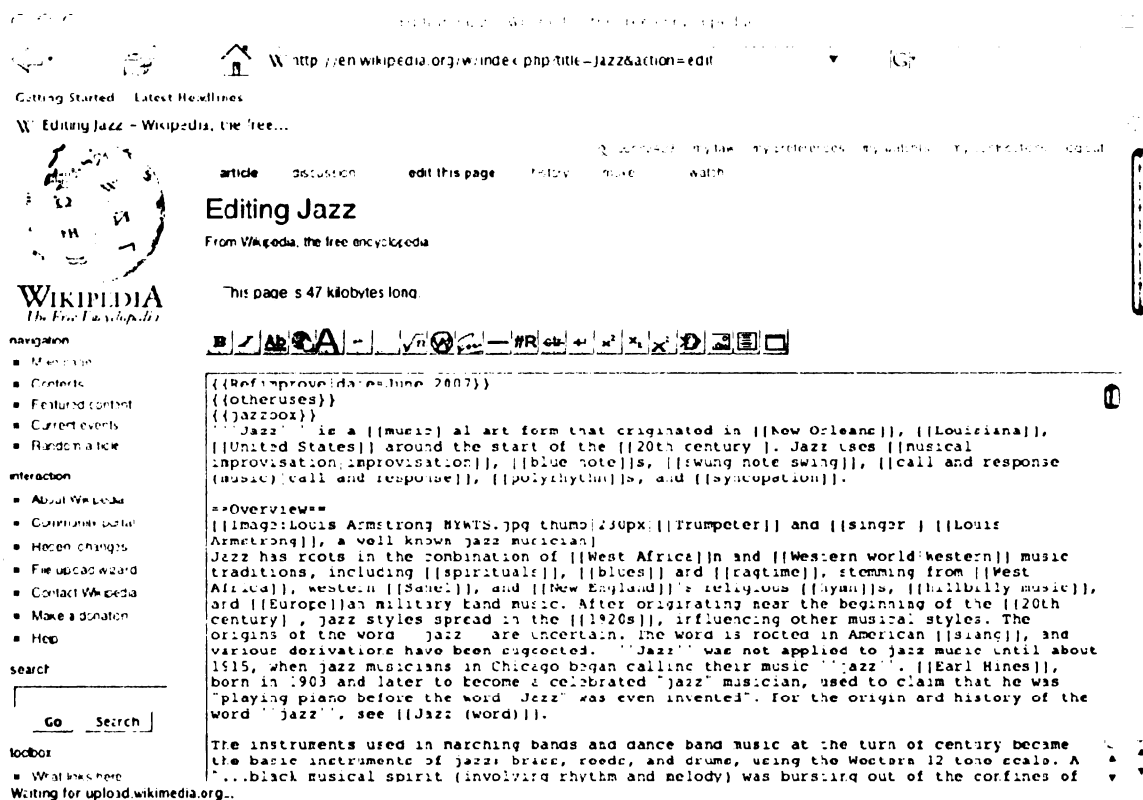 http://en.wikipedia.org/w/index.php?title=Jazz&action=edit
Getting Started Latest Headlines
W Editing Jazz – Wikipedia, the free...
my talk my preferences my watchlist my contributions log out
article discussion edit this page history move watch
Editing Jazz
From Wikipedia, the free encyclopedia
This page is 47 kilobytes long.
WIKIPEDIA
The Free Encyclopedia
navigation
Main page
Contents
Featured content
Current events
Random article
interaction
About Wikipedia
Community portal
Recent changes
File upload wizard
Contact Wikipedia
Make a donation
Help
search
Go Search
toolbox
What links here
{{Refimprove|date=June 2007}}
{{otheruses}}
{{jazzbox}}
'''Jazz''' is a [[music]]al art form that originated in [[New Orleans]], [[Louisiana]],
[[United States]] around the start of the [[20th century]]. Jazz uses [[musical
improvisation|improvisation]], [[blue note]]s, [[swung note|swing]], [[call and response
(music)|call and response]], [[polyrhythm]]s, and [[syncopation]].
==Overview==
[[Image:Louis Armstrong NYWTS.jpg|thumb|230px|[[Trumpeter]] and [[singer]] [[Louis
Armstrong]], a well known jazz musician]]
Jazz has roots in the combination of [[West Africa]]n and [[Western world|Western]] music
traditions, including [[spirituals]], [[blues]] and [[ragtime]], stemming from [[West
Africa]], western [[Sahel]], and [[New England]]'s religious [[hymn]]s, [[hillbilly music]],
and [[Europe]]an military band music. After originating near the beginning of the [[20th
century]], jazz styles spread in the [[1920s]], influencing other musical styles. The
origins of the word ''jazz'' are uncertain. The word is rooted in American [[slang]], and
various derivations have been suggested. ''Jazz'' was not applied to jazz music until about
1915, when jazz musicians in Chicago began calling their music ''jazz''. [[Earl Hines]],
born in 1903 and later to become a celebrated "jazz" musician, used to claim that he was
"playing piano before the word "Jazz" was even invented". For the origin and history of the
word ''jazz'', see [[Jazz (word)]].
The instruments used in marching bands and dance band music at the turn of century became
the basic instruments of jazz: brass, reeds, and drums, using the Western 12 tone scale. A
"...black musical spirit (involving rhythm and melody) was bursting out of the confines of
Waiting for upload.wikimedia.org...